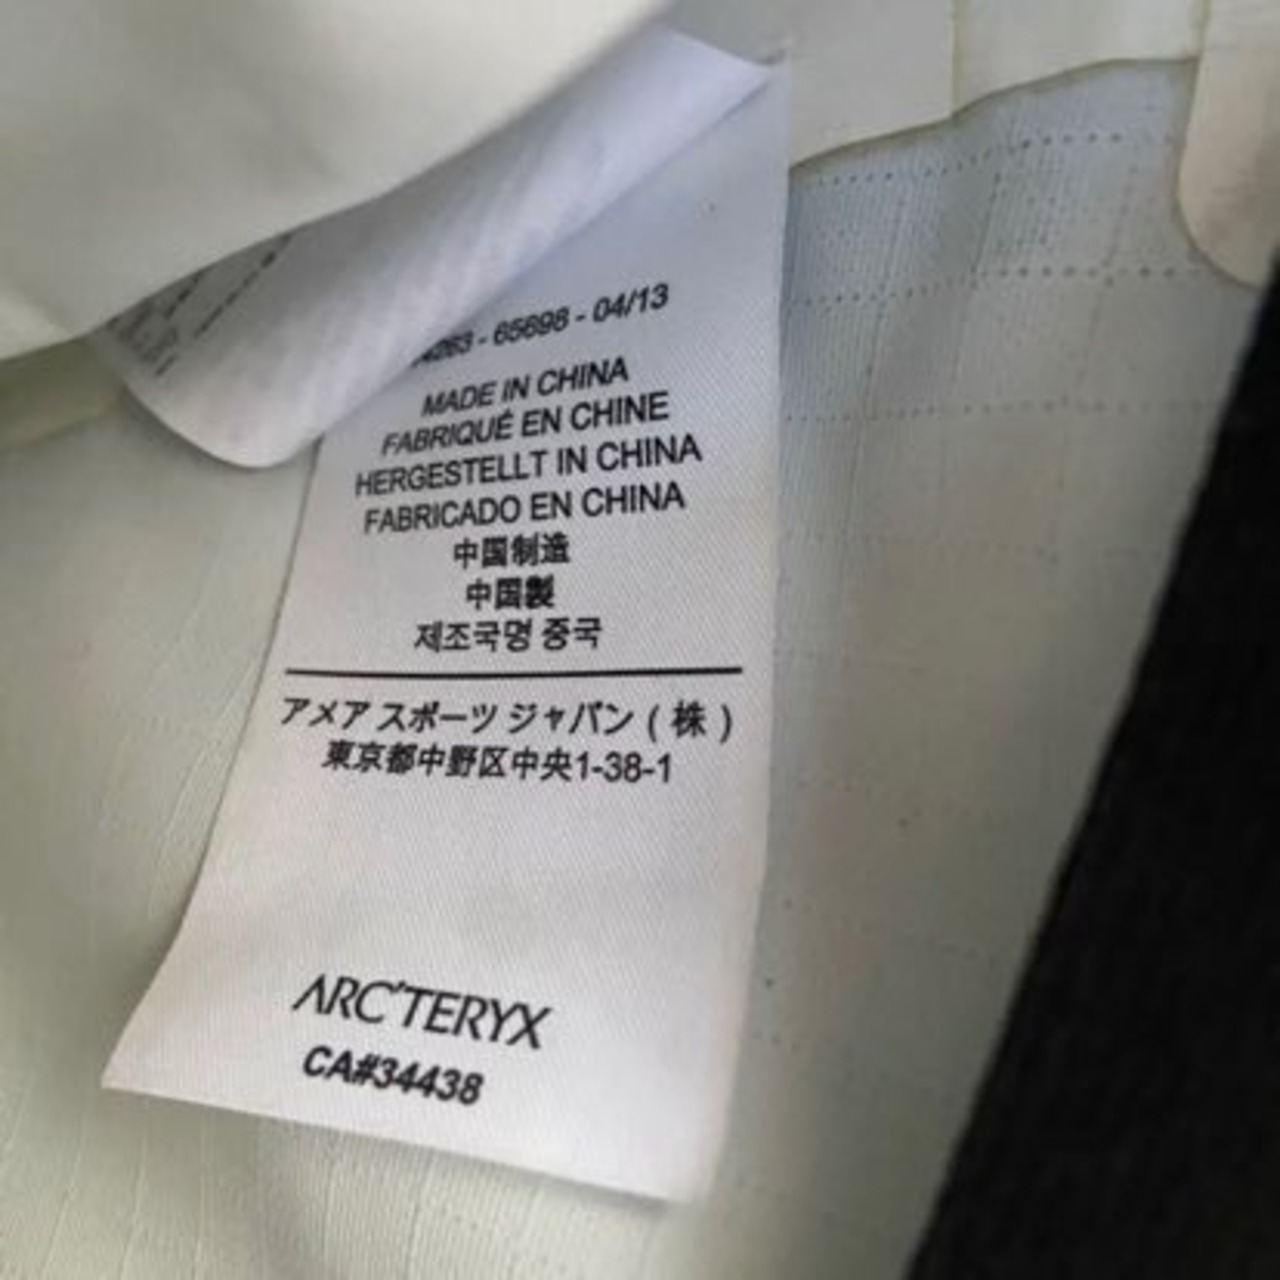 4263 - 65698 - 04/13
MADE IN CHINA
FABRIQUÉ EN CHINE
HERGESTELLT IN CHINA
FABRICADO EN CHINA
中国制造
中国製
제조국명 중국
アメア スポーツ ジャパン ( 株 )
東京都中野区中央1-38-1
ARC'TERYX
CA#34438